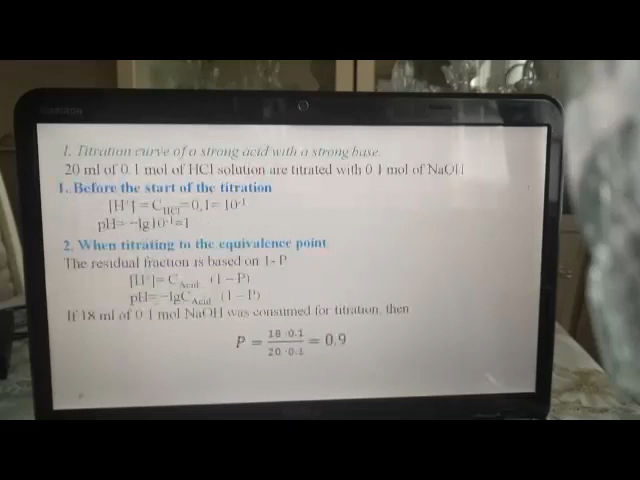 1. Titration curve of a strong acid with a strong base.
20 ml of 0.1 mol of HCl solution are titrated with 0.1 mol of NaOH
1. Before the start of the titration
[H⁺] = C_HCl = 0,1 = 10⁻¹
pH= −lg10⁻¹=1
2. When titrating to the equivalence point
The residual fraction is based on 1- P
[H⁺]= C_Acid (1 – P)
pH=−lgC_Acid (1 – P)
If 18 ml of 0.1 mol NaOH was consumed for titration, then
P = (18 ·0.1)/(20 ·0.1) = 0.9